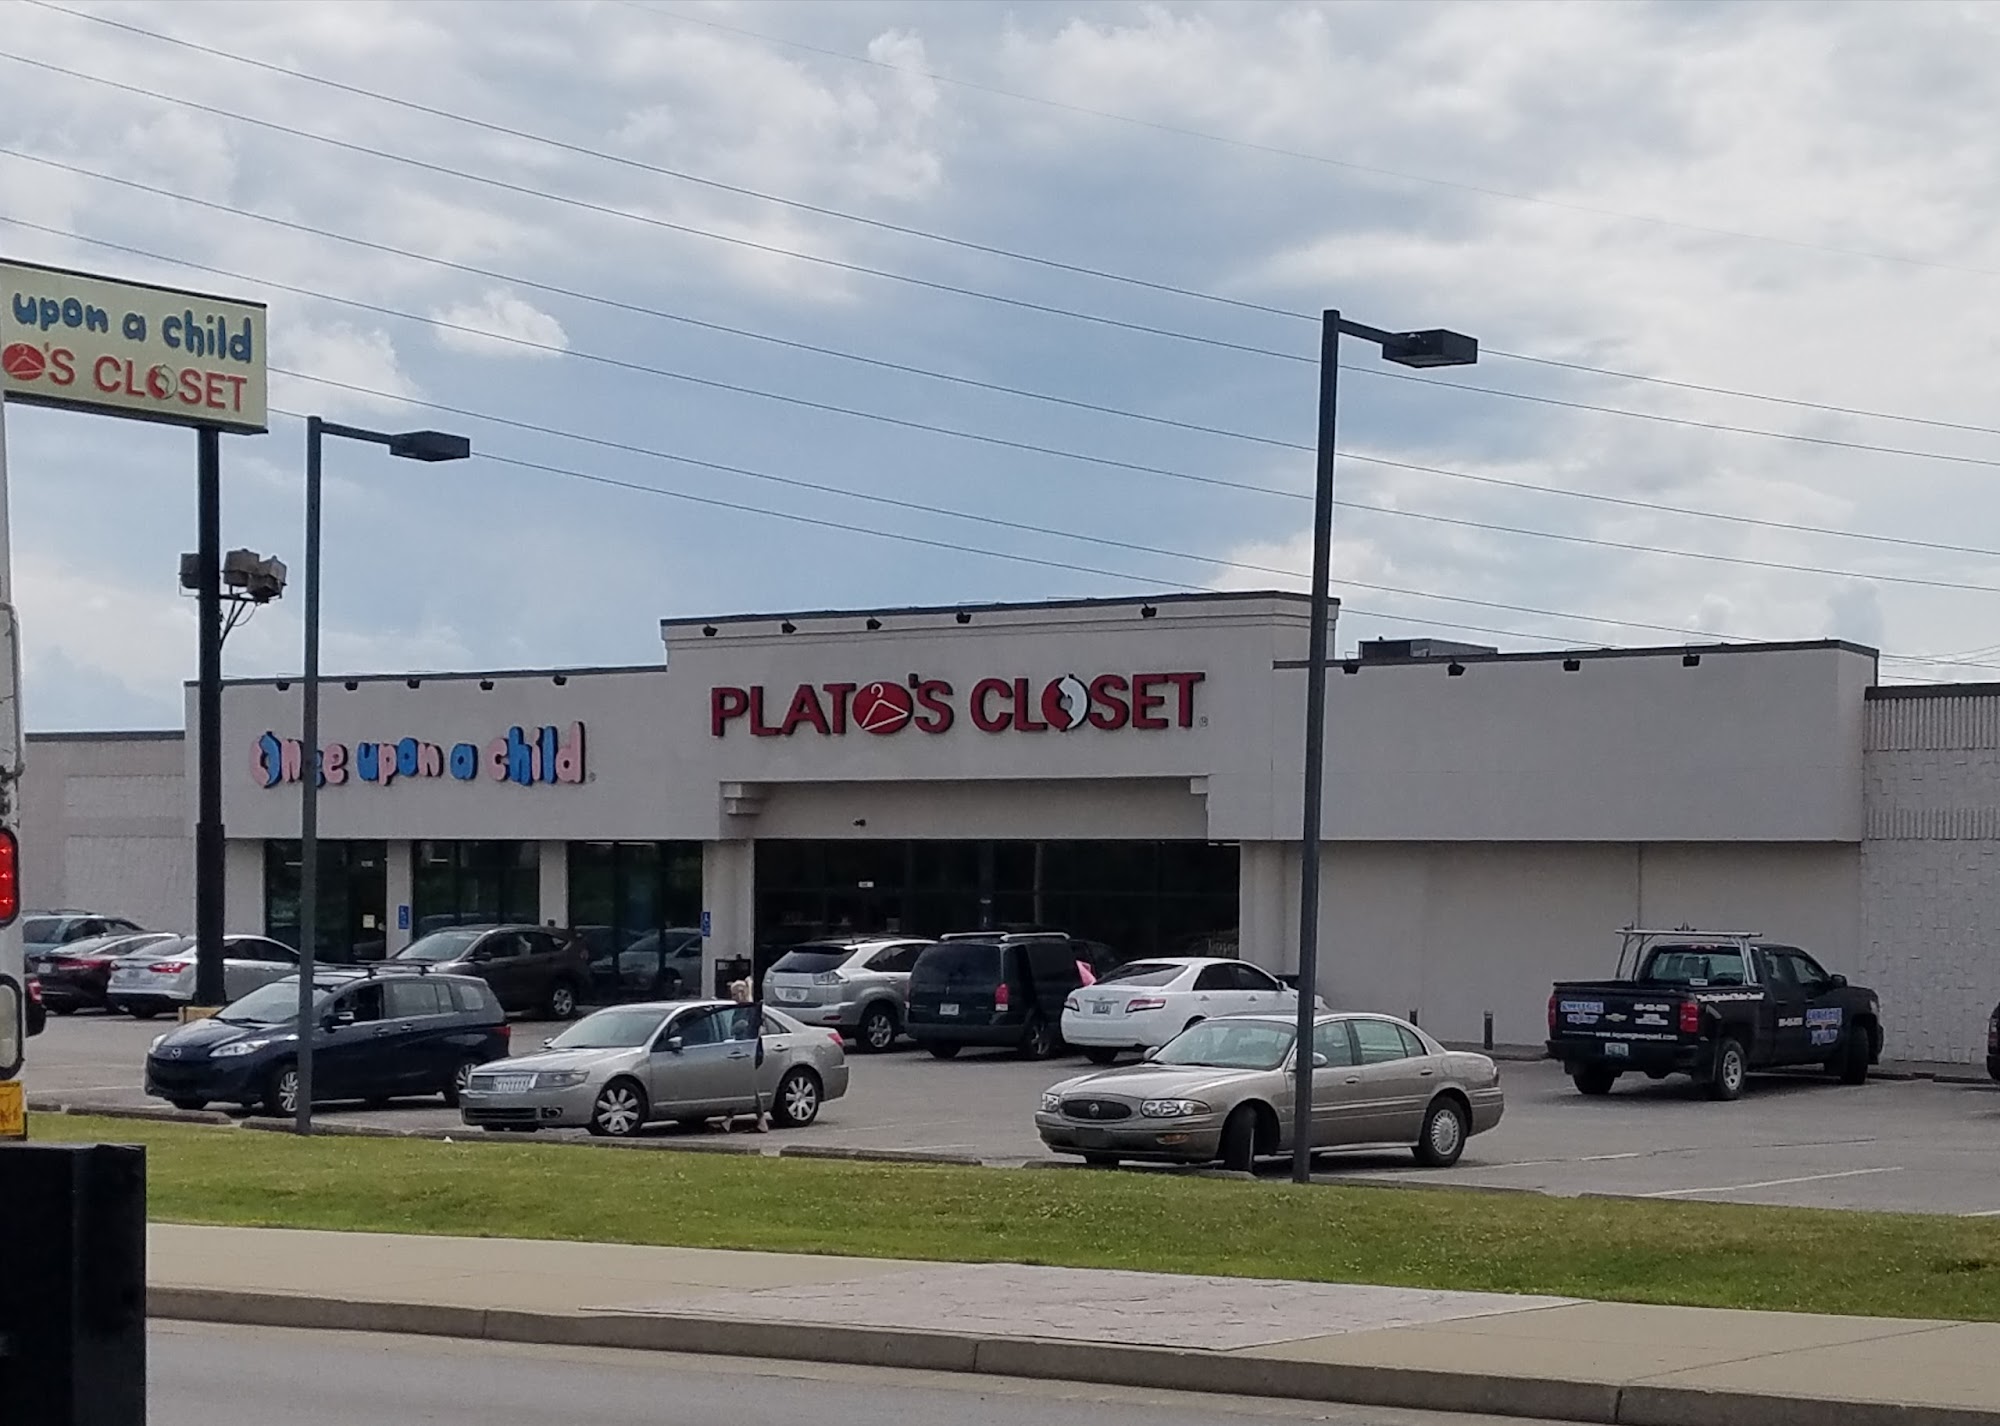 upon a child
O'S CLOSET
once upon a child
PLATO'S CLOSET